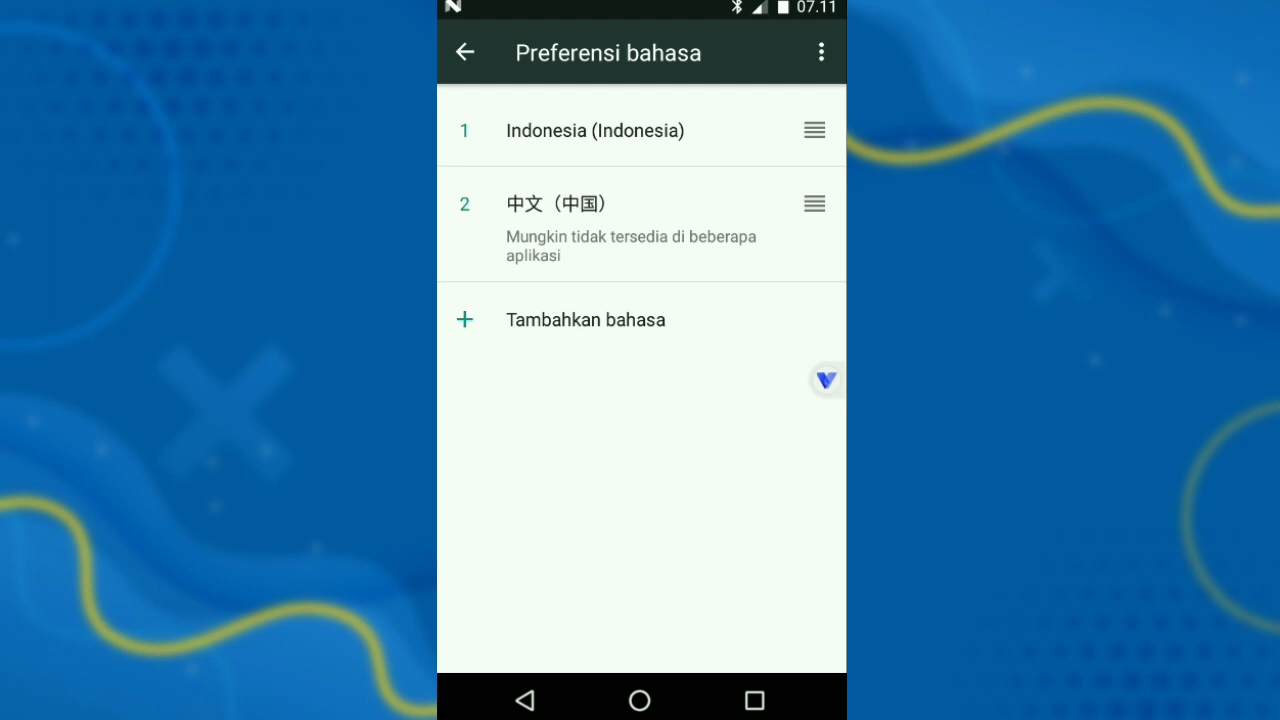 07.11
Preferensi bahasa
1 Indonesia (Indonesia)
2 中文（中国）
Mungkin tidak tersedia di beberapa
aplikasi
Tambahkan bahasa